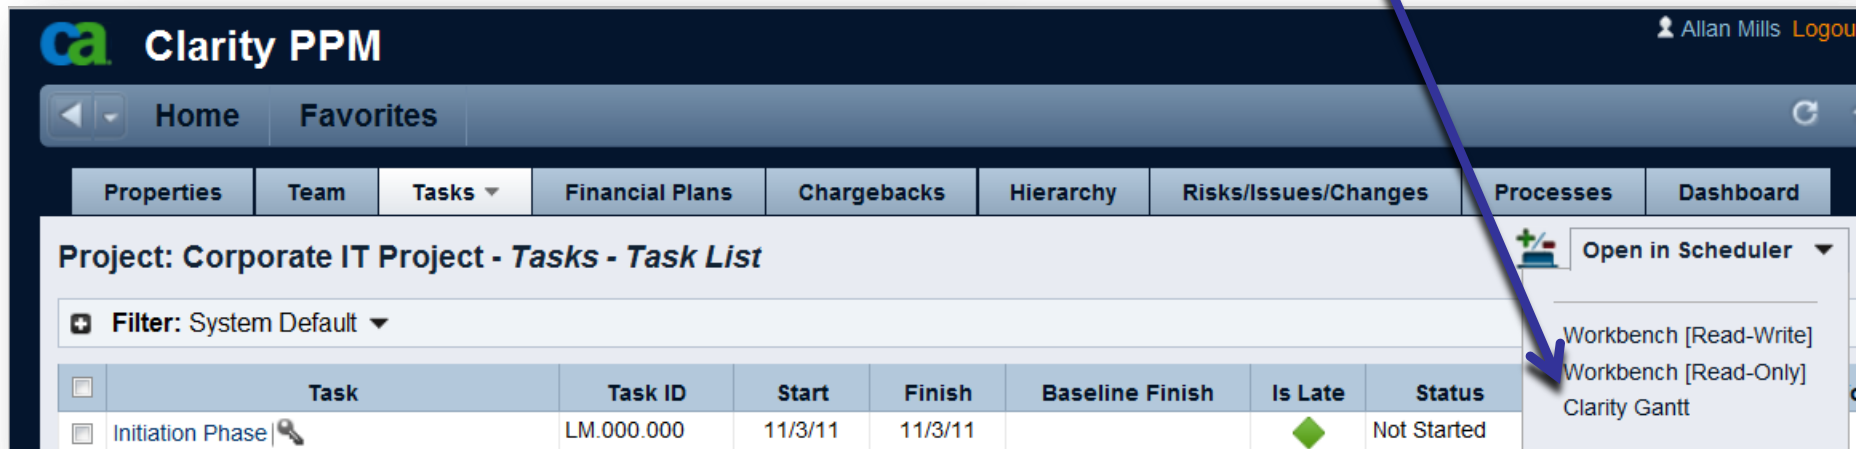 ca Clarity PPM
Allan Mills Logou
Home Favorites
Properties Team Tasks Financial Plans Chargebacks Hierarchy Risks/Issues/Changes Processes Dashboard
Project: Corporate IT Project - Tasks - Task List
Open in Scheduler
Filter: System Default
Workbench [Read-Write]
Workbench [Read-Only]
Clarity Gantt
Task Task ID Start Finish Baseline Finish Is Late Status
Initiation Phase LM.000.000 11/3/11 11/3/11 Not Started